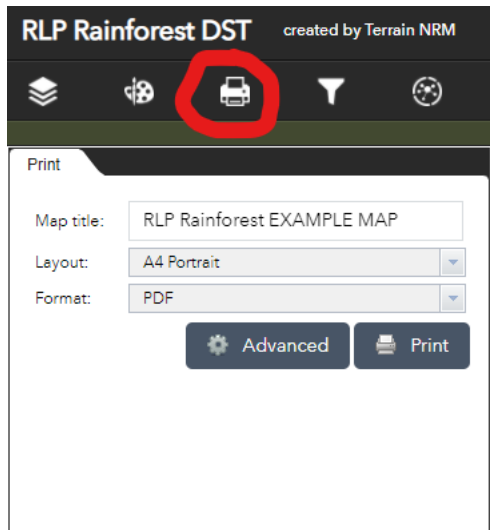 RLP Rainforest DST created by Terrain NRM
Print
Map title: RLP Rainforest EXAMPLE MAP
Layout: A4 Portrait
Format: PDF
Advanced Print